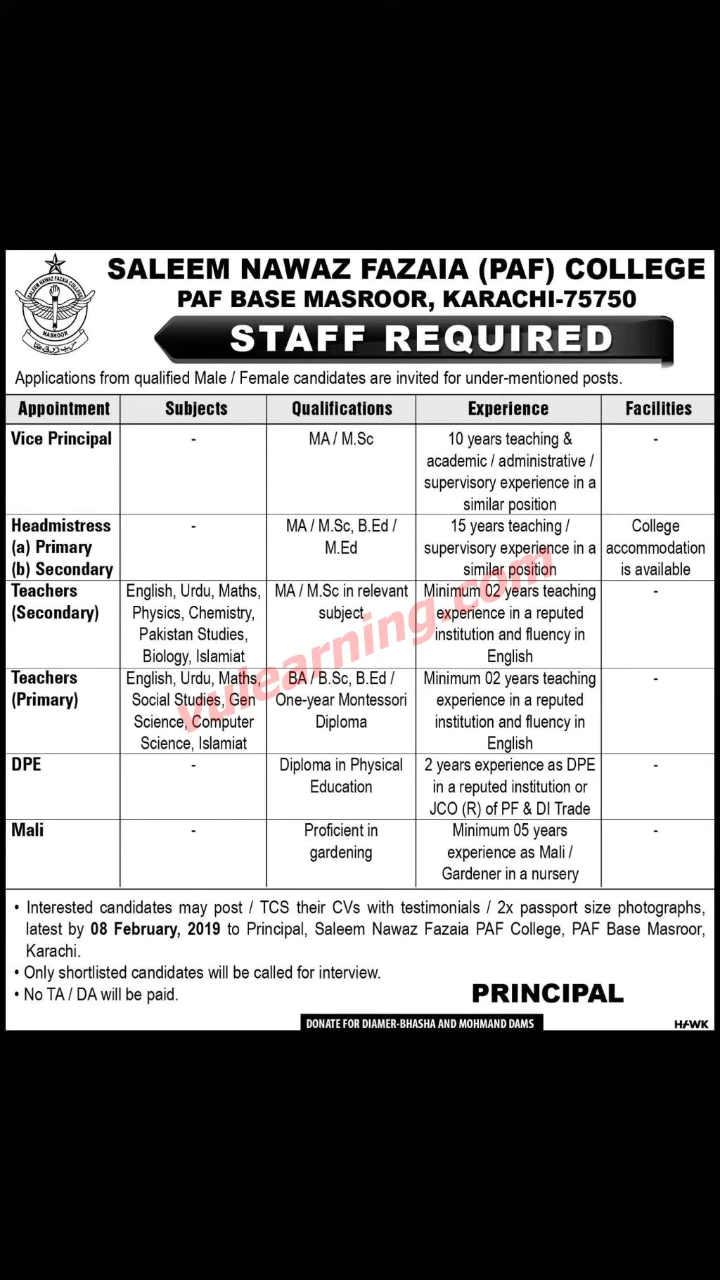 SALEEM NAWAZ FAZAIA COLLEGE
MASROOR
SALEEM NAWAZ FAZAIA (PAF) COLLEGE
PAF BASE MASROOR, KARACHI-75750
STAFF REQUIRED
Applications from qualified Male / Female candidates are invited for under-mentioned posts.
Appointment Subjects Qualifications Experience Facilities
Vice Principal - MA / M.Sc 10 years teaching & -
academic / administrative /
supervisory experience in a
similar position
Headmistress - MA / M.Sc, B.Ed / 15 years teaching / College
(a) Primary M.Ed supervisory experience in a accommodation
(b) Secondary similar position is available
Teachers English, Urdu, Maths, MA / M.Sc in relevant Minimum 02 years teaching -
(Secondary) Physics, Chemistry, subject experience in a reputed
Pakistan Studies, institution and fluency in
Biology, Islamiat English
Teachers English, Urdu, Maths, BA / B.Sc, B.Ed / Minimum 02 years teaching -
(Primary) Social Studies, Gen One-year Montessori experience in a reputed
Science, Computer Diploma institution and fluency in
Science, Islamiat English
DPE - Diploma in Physical 2 years experience as DPE -
Education in a reputed institution or
JCO (R) of PF & DI Trade
Mali - Proficient in Minimum 05 years -
gardening experience as Mali /
Gardener in a nursery
vulearning.com
• Interested candidates may post / TCS their CVs with testimonials / 2x passport size photographs,
latest by 08 February, 2019 to Principal, Saleem Nawaz Fazaia PAF College, PAF Base Masroor,
Karachi.
• Only shortlisted candidates will be called for interview.
• No TA / DA will be paid.
PRINCIPAL
DONATE FOR DIAMER-BHASHA AND MOHMAND DAMS
HAWK